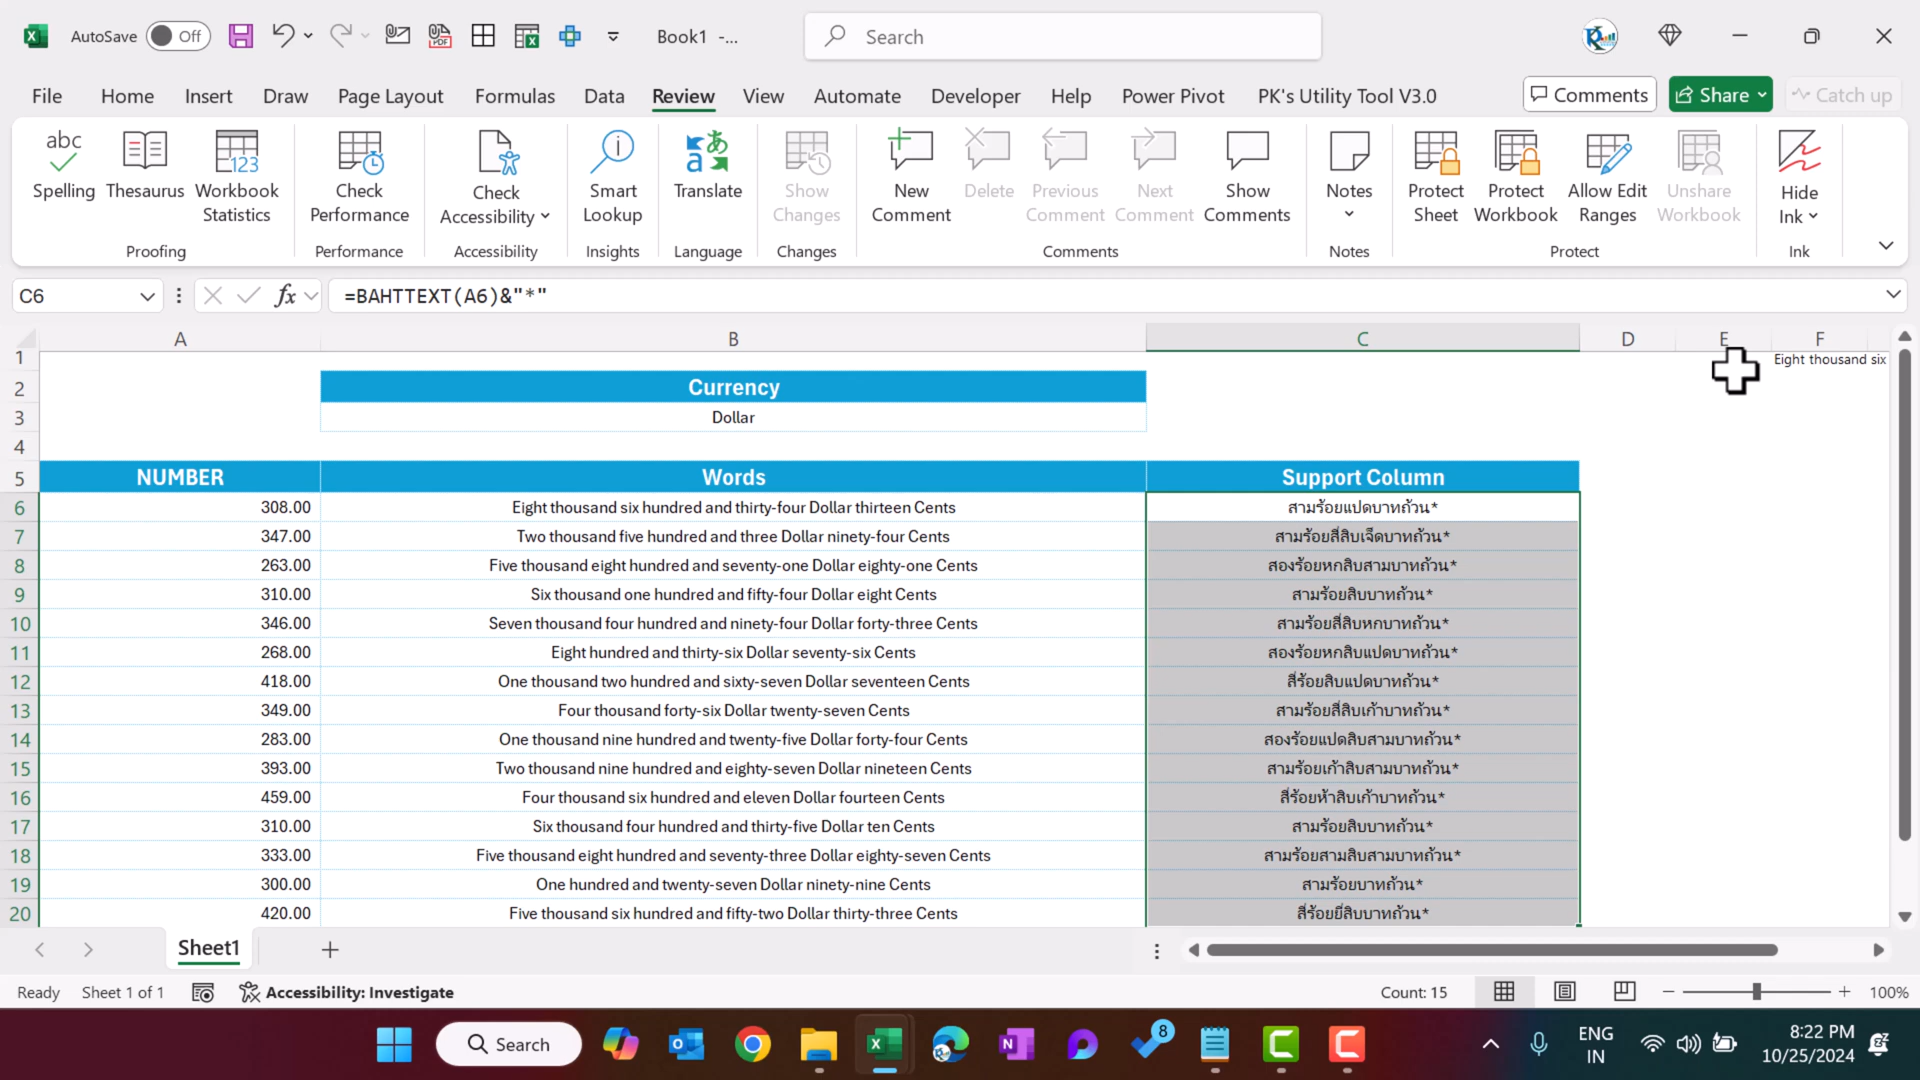 AutoSave Off Book1 -... Search
File Home Insert Draw Page Layout Formulas Data Review View Automate Developer Help Power Pivot PK's Utility Tool V3.0 Comments Share Catch up
abc
Spelling Thesaurus Workbook Statistics Check Performance Check Accessibility Smart Lookup Translate Show Changes New Comment Delete Previous Comment Next Comment Show Comments Notes Protect Sheet Protect Workbook Allow Edit Ranges Unshare Workbook Hide Ink
Proofing Performance Accessibility Insights Language Changes Comments Notes Protect Ink
C6 fx =BAHTTEXT(A6)&"*"
A B C D E F
1 Eight thousand six
2 Currency
3 Dollar
4
5 NUMBER Words Support Column
6 308.00 Eight thousand six hundred and thirty-four Dollar thirteen Cents สามร้อยแปดบาทถ้วน*
7 347.00 Two thousand five hundred and three Dollar ninety-four Cents สามร้อยสี่สิบเจ็ดบาทถ้วน*
8 263.00 Five thousand eight hundred and seventy-one Dollar eighty-one Cents สองร้อยหกสิบสามบาทถ้วน*
9 310.00 Six thousand one hundred and fifty-four Dollar eight Cents สามร้อยสิบบาทถ้วน*
10 346.00 Seven thousand four hundred and ninety-four Dollar forty-three Cents สามร้อยสี่สิบหกบาทถ้วน*
11 268.00 Eight hundred and thirty-six Dollar seventy-six Cents สองร้อยหกสิบแปดบาทถ้วน*
12 418.00 One thousand two hundred and sixty-seven Dollar seventeen Cents สี่ร้อยสิบแปดบาทถ้วน*
13 349.00 Four thousand forty-six Dollar twenty-seven Cents สามร้อยสี่สิบเก้าบาทถ้วน*
14 283.00 One thousand nine hundred and twenty-five Dollar forty-four Cents สองร้อยแปดสิบสามบาทถ้วน*
15 393.00 Two thousand nine hundred and eighty-seven Dollar nineteen Cents สามร้อยเก้าสิบสามบาทถ้วน*
16 459.00 Four thousand six hundred and eleven Dollar fourteen Cents สี่ร้อยห้าสิบเก้าบาทถ้วน*
17 310.00 Six thousand four hundred and thirty-five Dollar ten Cents สามร้อยสิบบาทถ้วน*
18 333.00 Five thousand eight hundred and seventy-three Dollar eighty-seven Cents สามร้อยสามสิบสามบาทถ้วน*
19 300.00 One hundred and twenty-seven Dollar ninety-nine Cents สามร้อยบาทถ้วน*
20 420.00 Five thousand six hundred and fifty-two Dollar thirty-three Cents สี่ร้อยยี่สิบบาทถ้วน*
Sheet1
Ready Sheet 1 of 1 Accessibility: Investigate Count: 15 100%
Search 8 ENG 8:22 PM
IN 10/25/2024